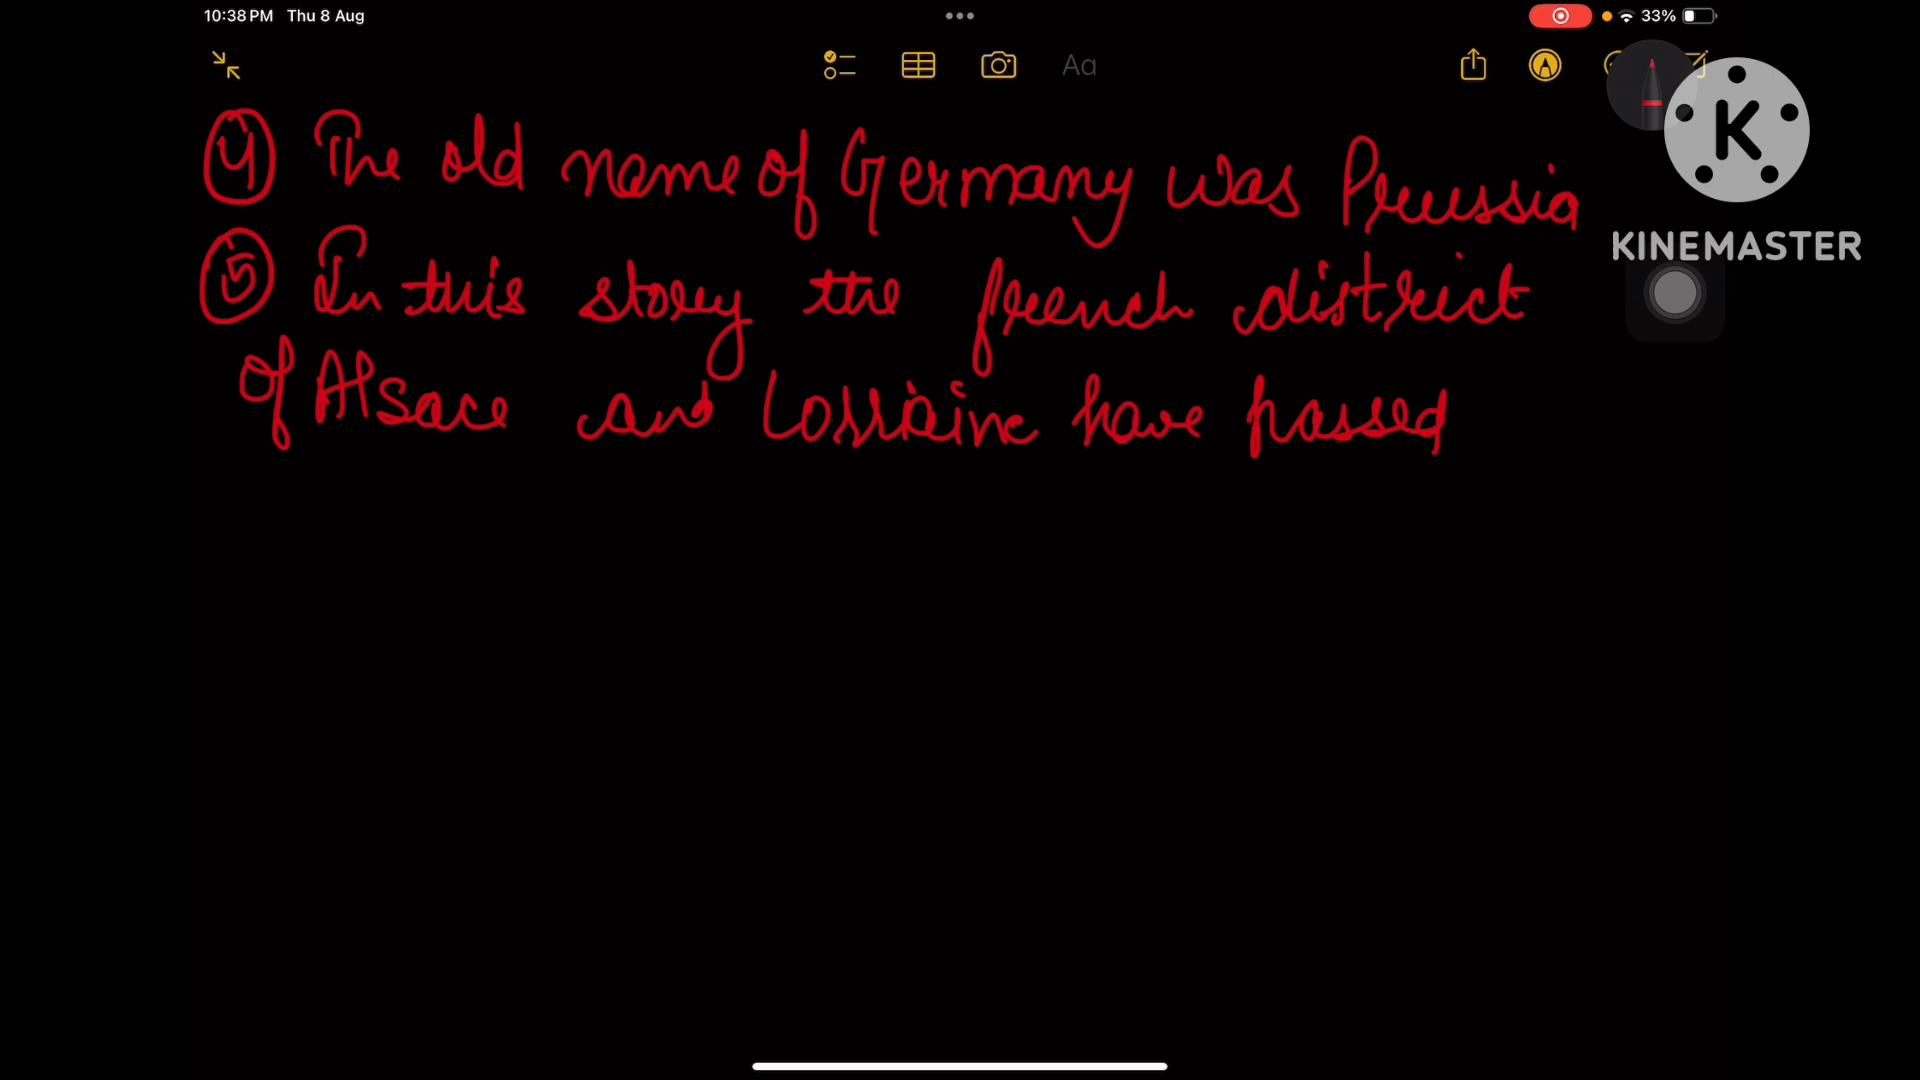 10:38 PM Thu 8 Aug
33%
Aa
K
KINEMASTER
4 The old name of Germany was Prussia
5 In this story the french district
of Alsace and Lorraine have passed